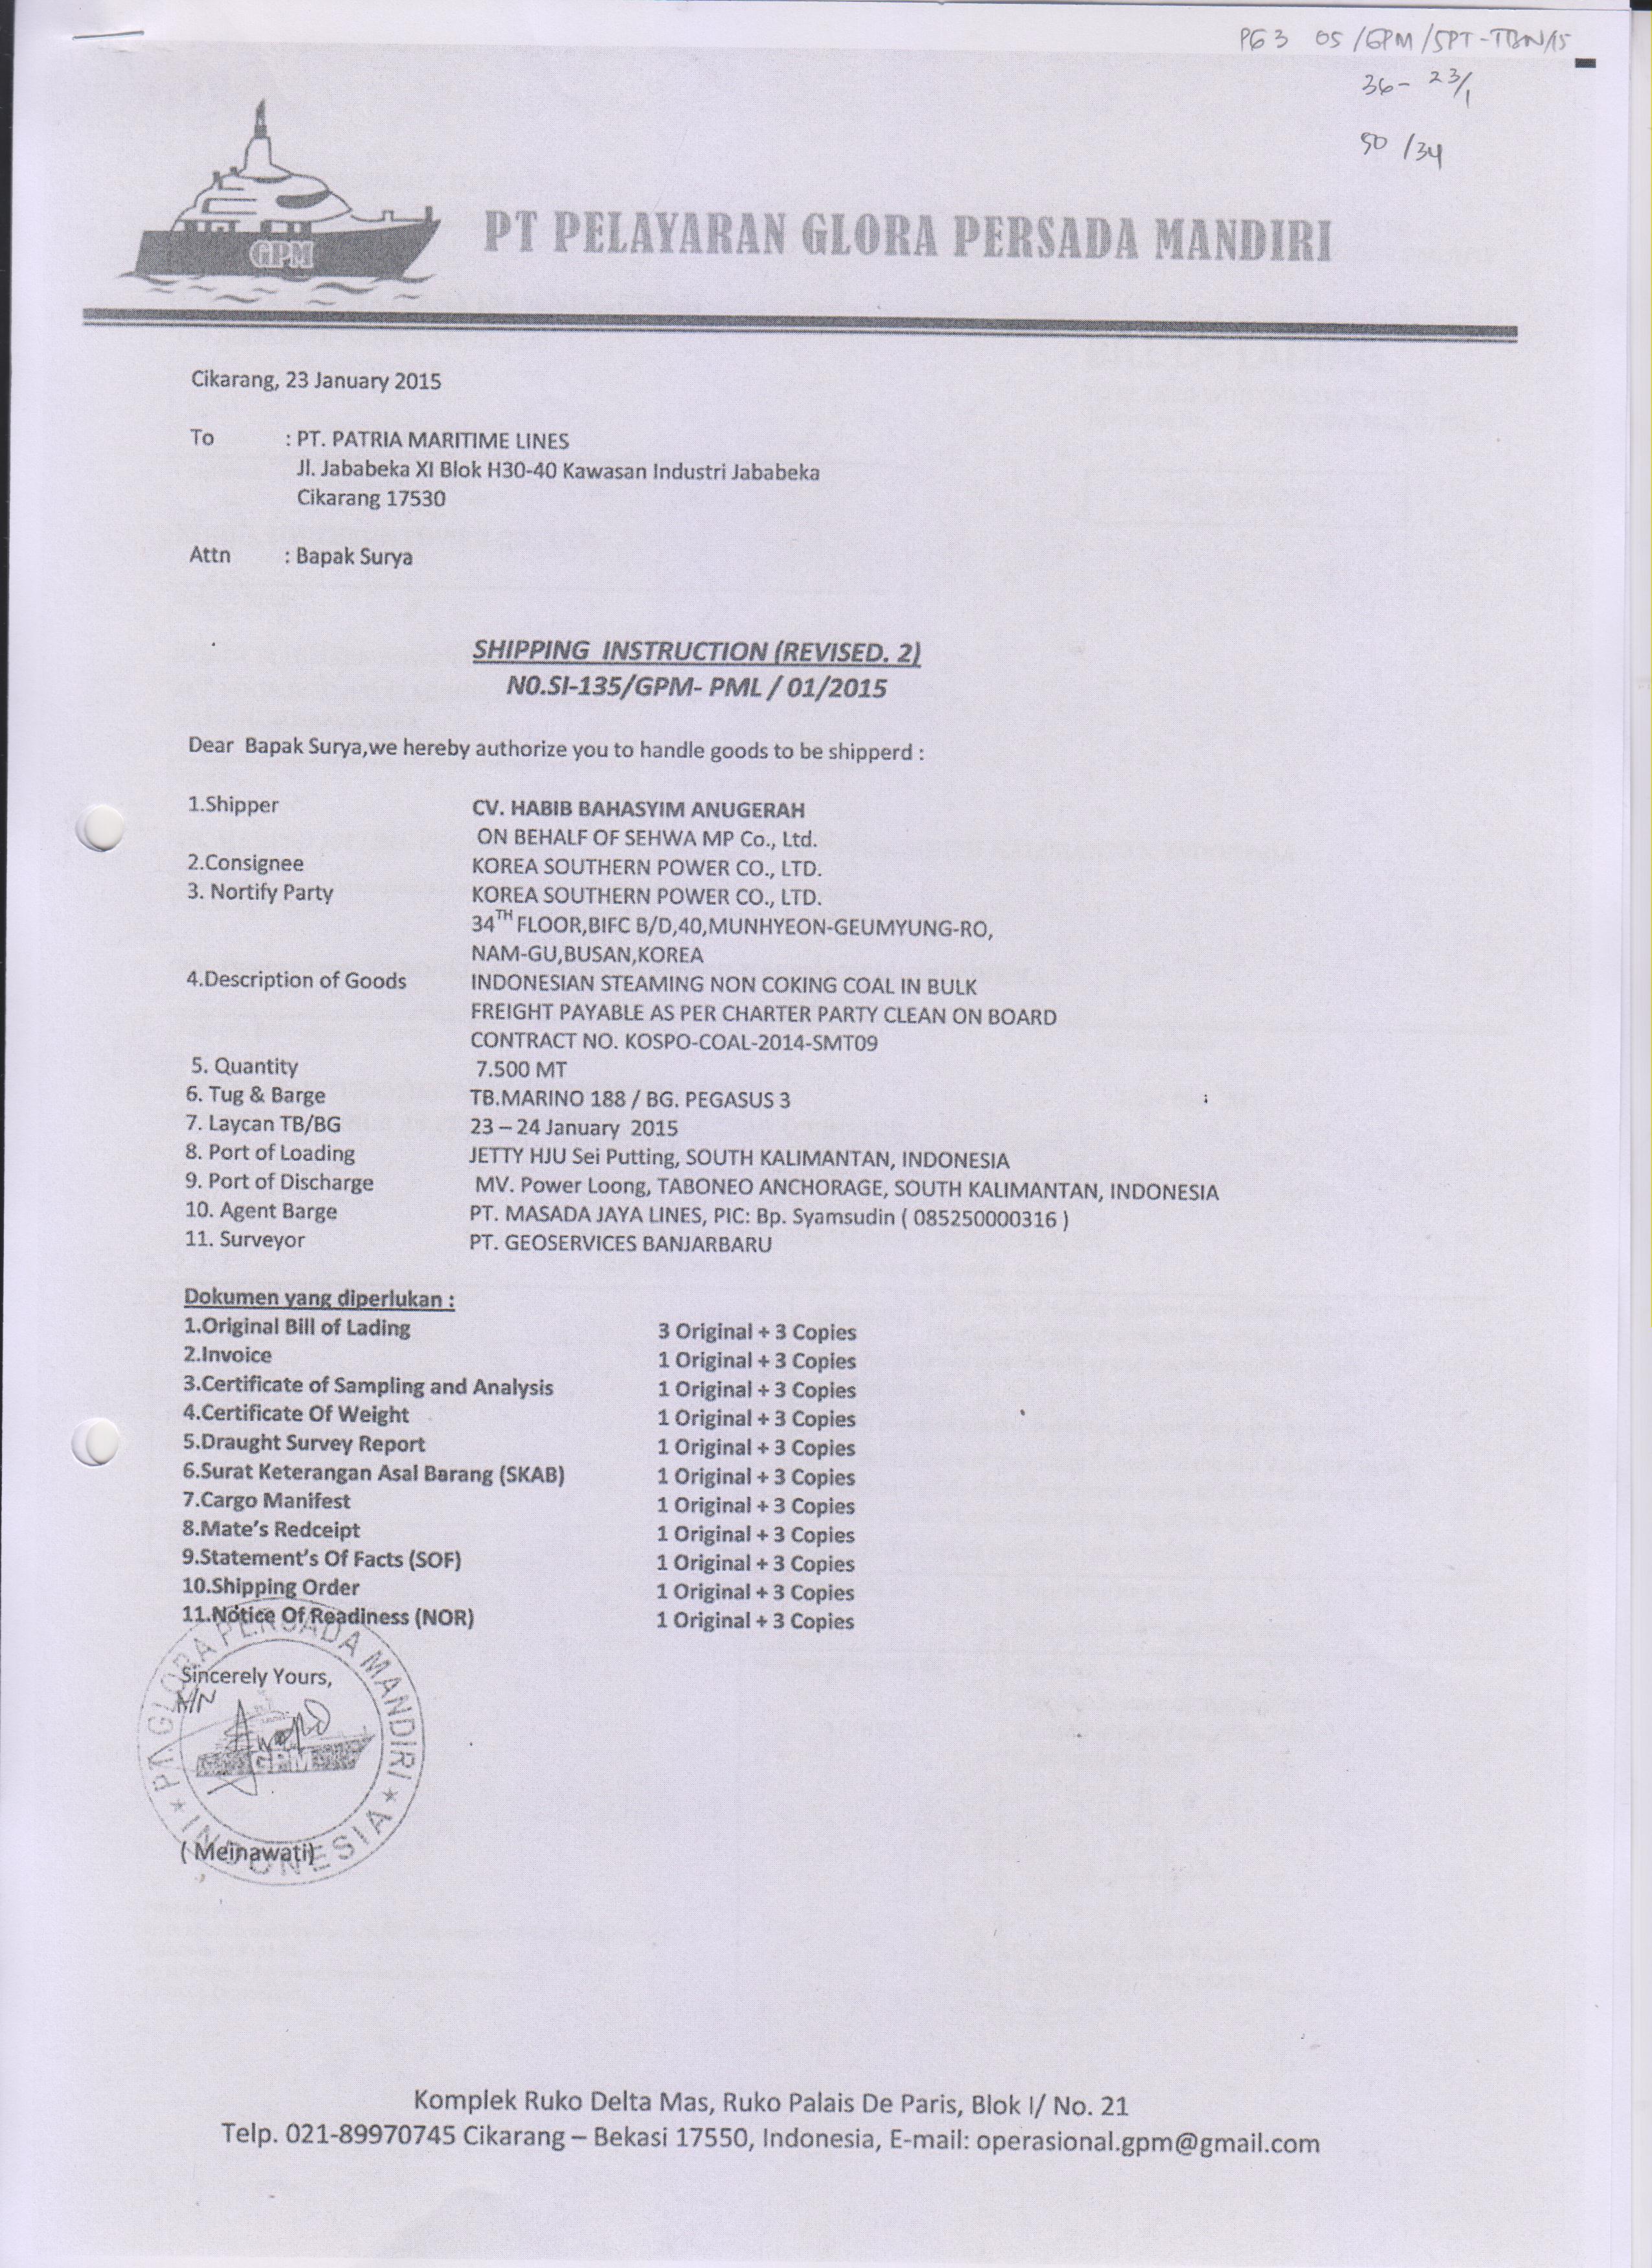 PG 3 05 /GPM /SPT-TBN/15
36- 23/1
50 /34
GPM
PT PELAYARAN GLORA PERSADA MANDIRI
Cikarang, 23 January 2015
To : PT. PATRIA MARITIME LINES
Jl. Jababeka XI Blok H30-40 Kawasan Industri Jababeka
Cikarang 17530
Attn : Bapak Surya
SHIPPING INSTRUCTION (REVISED. 2)
N0.SI-135/GPM- PML / 01/2015
Dear Bapak Surya,we hereby authorize you to handle goods to be shipperd :
1.Shipper CV. HABIB BAHASYIM ANUGERAH
ON BEHALF OF SEHWA MP Co., Ltd.
2.Consignee KOREA SOUTHERN POWER CO., LTD.
3. Nortify Party KOREA SOUTHERN POWER CO., LTD.
34TH FLOOR,BIFC B/D,40,MUNHYEON-GEUMYUNG-RO,
NAM-GU,BUSAN,KOREA
4.Description of Goods INDONESIAN STEAMING NON COKING COAL IN BULK
FREIGHT PAYABLE AS PER CHARTER PARTY CLEAN ON BOARD
CONTRACT NO. KOSPO-COAL-2014-SMT09
5. Quantity 7.500 MT
6. Tug & Barge TB.MARINO 188 / BG. PEGASUS 3
7. Laycan TB/BG 23 – 24 January 2015
8. Port of Loading JETTY HJU Sei Putting, SOUTH KALIMANTAN, INDONESIA
9. Port of Discharge MV. Power Loong, TABONEO ANCHORAGE, SOUTH KALIMANTAN, INDONESIA
10. Agent Barge PT. MASADA JAYA LINES, PIC: Bp. Syamsudin ( 085250000316 )
11. Surveyor PT. GEOSERVICES BANJARBARU
Dokumen yang diperlukan :
1.Original Bill of Lading 3 Original + 3 Copies
2.Invoice 1 Original + 3 Copies
3.Certificate of Sampling and Analysis 1 Original + 3 Copies
4.Certificate Of Weight 1 Original + 3 Copies
5.Draught Survey Report 1 Original + 3 Copies
6.Surat Keterangan Asal Barang (SKAB) 1 Original + 3 Copies
7.Cargo Manifest 1 Original + 3 Copies
8.Mate’s Redceipt 1 Original + 3 Copies
9.Statement’s Of Facts (SOF) 1 Original + 3 Copies
10.Shipping Order 1 Original + 3 Copies
11.Notice Of Readiness (NOR) 1 Original + 3 Copies
Sincerely Yours,
GLORA PERSADA MANDIRI
GPM
INDONESIA
( Meinawati)
Komplek Ruko Delta Mas, Ruko Palais De Paris, Blok I/ No. 21
Telp. 021-89970745 Cikarang – Bekasi 17550, Indonesia, E-mail: operasional.gpm@gmail.com